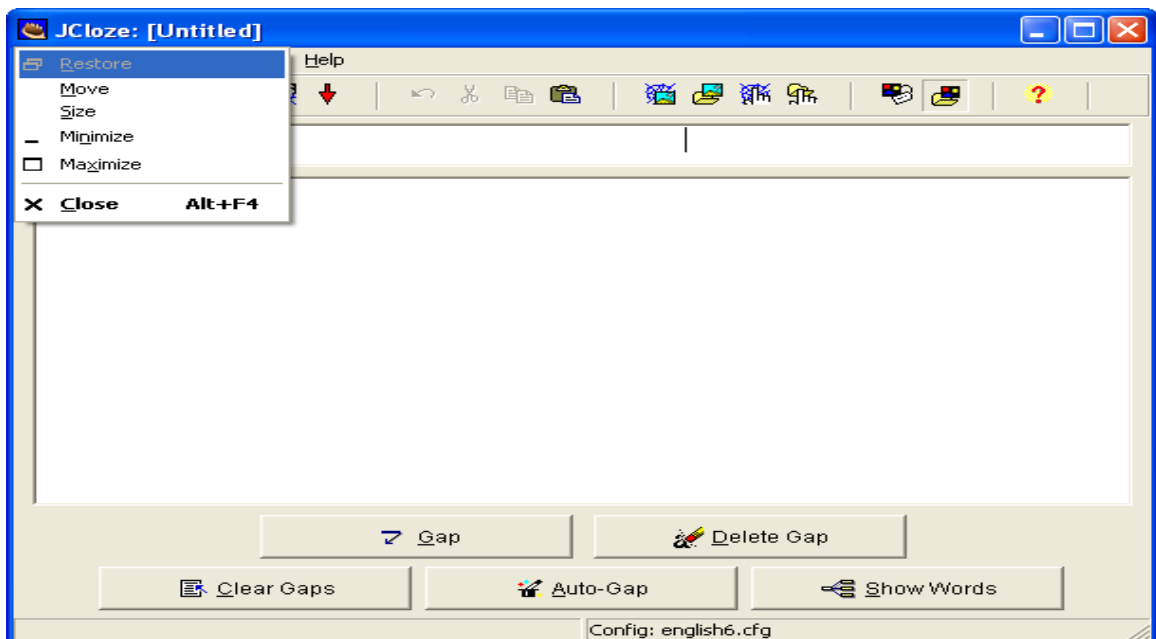 JCloze: [Untitled]
Restore
Help
Move
Size
Minimize
Maximize
Close Alt+F4
Gap
Delete Gap
Clear Gaps
Auto-Gap
Show Words
Config: english6.cfg